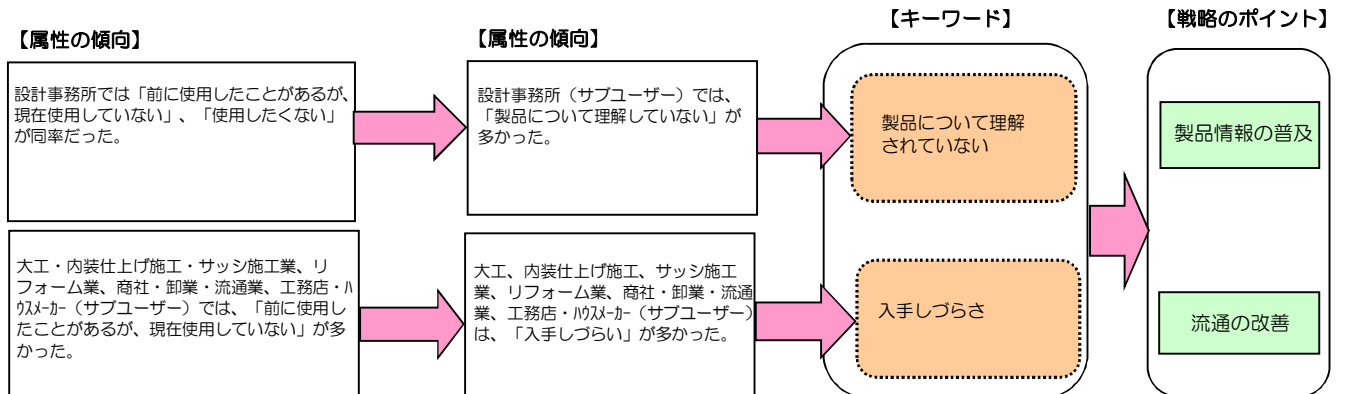 【属性の傾向】
設計事務所では「前に使用したことがあるが、
現在使用していない」、「使用したくない」
が同率だった。
大工・内装仕上げ施工・サッシ施工業、リ
フォーム業、商社・卸業・流通業、工務店・ﾊ
ｳｽﾒｰｶｰ（サブユーザー）では、「前に使用し
たことがあるが、現在使用していない」が多
かった。
【属性の傾向】
設計事務所（サブユーザー）では、
「製品について理解していない」が
多かった。
大工、内装仕上げ施工、サッシ施工
業、リフォーム業、商社・卸業・流通
業、工務店・ﾊｳｽﾒｰｶｰ（サブユーザー）
は、「入手しづらい」が多かった。
【キーワード】
製品について理解
されていない
入手しづらさ
【戦略のポイント】
製品情報の普及
流通の改善